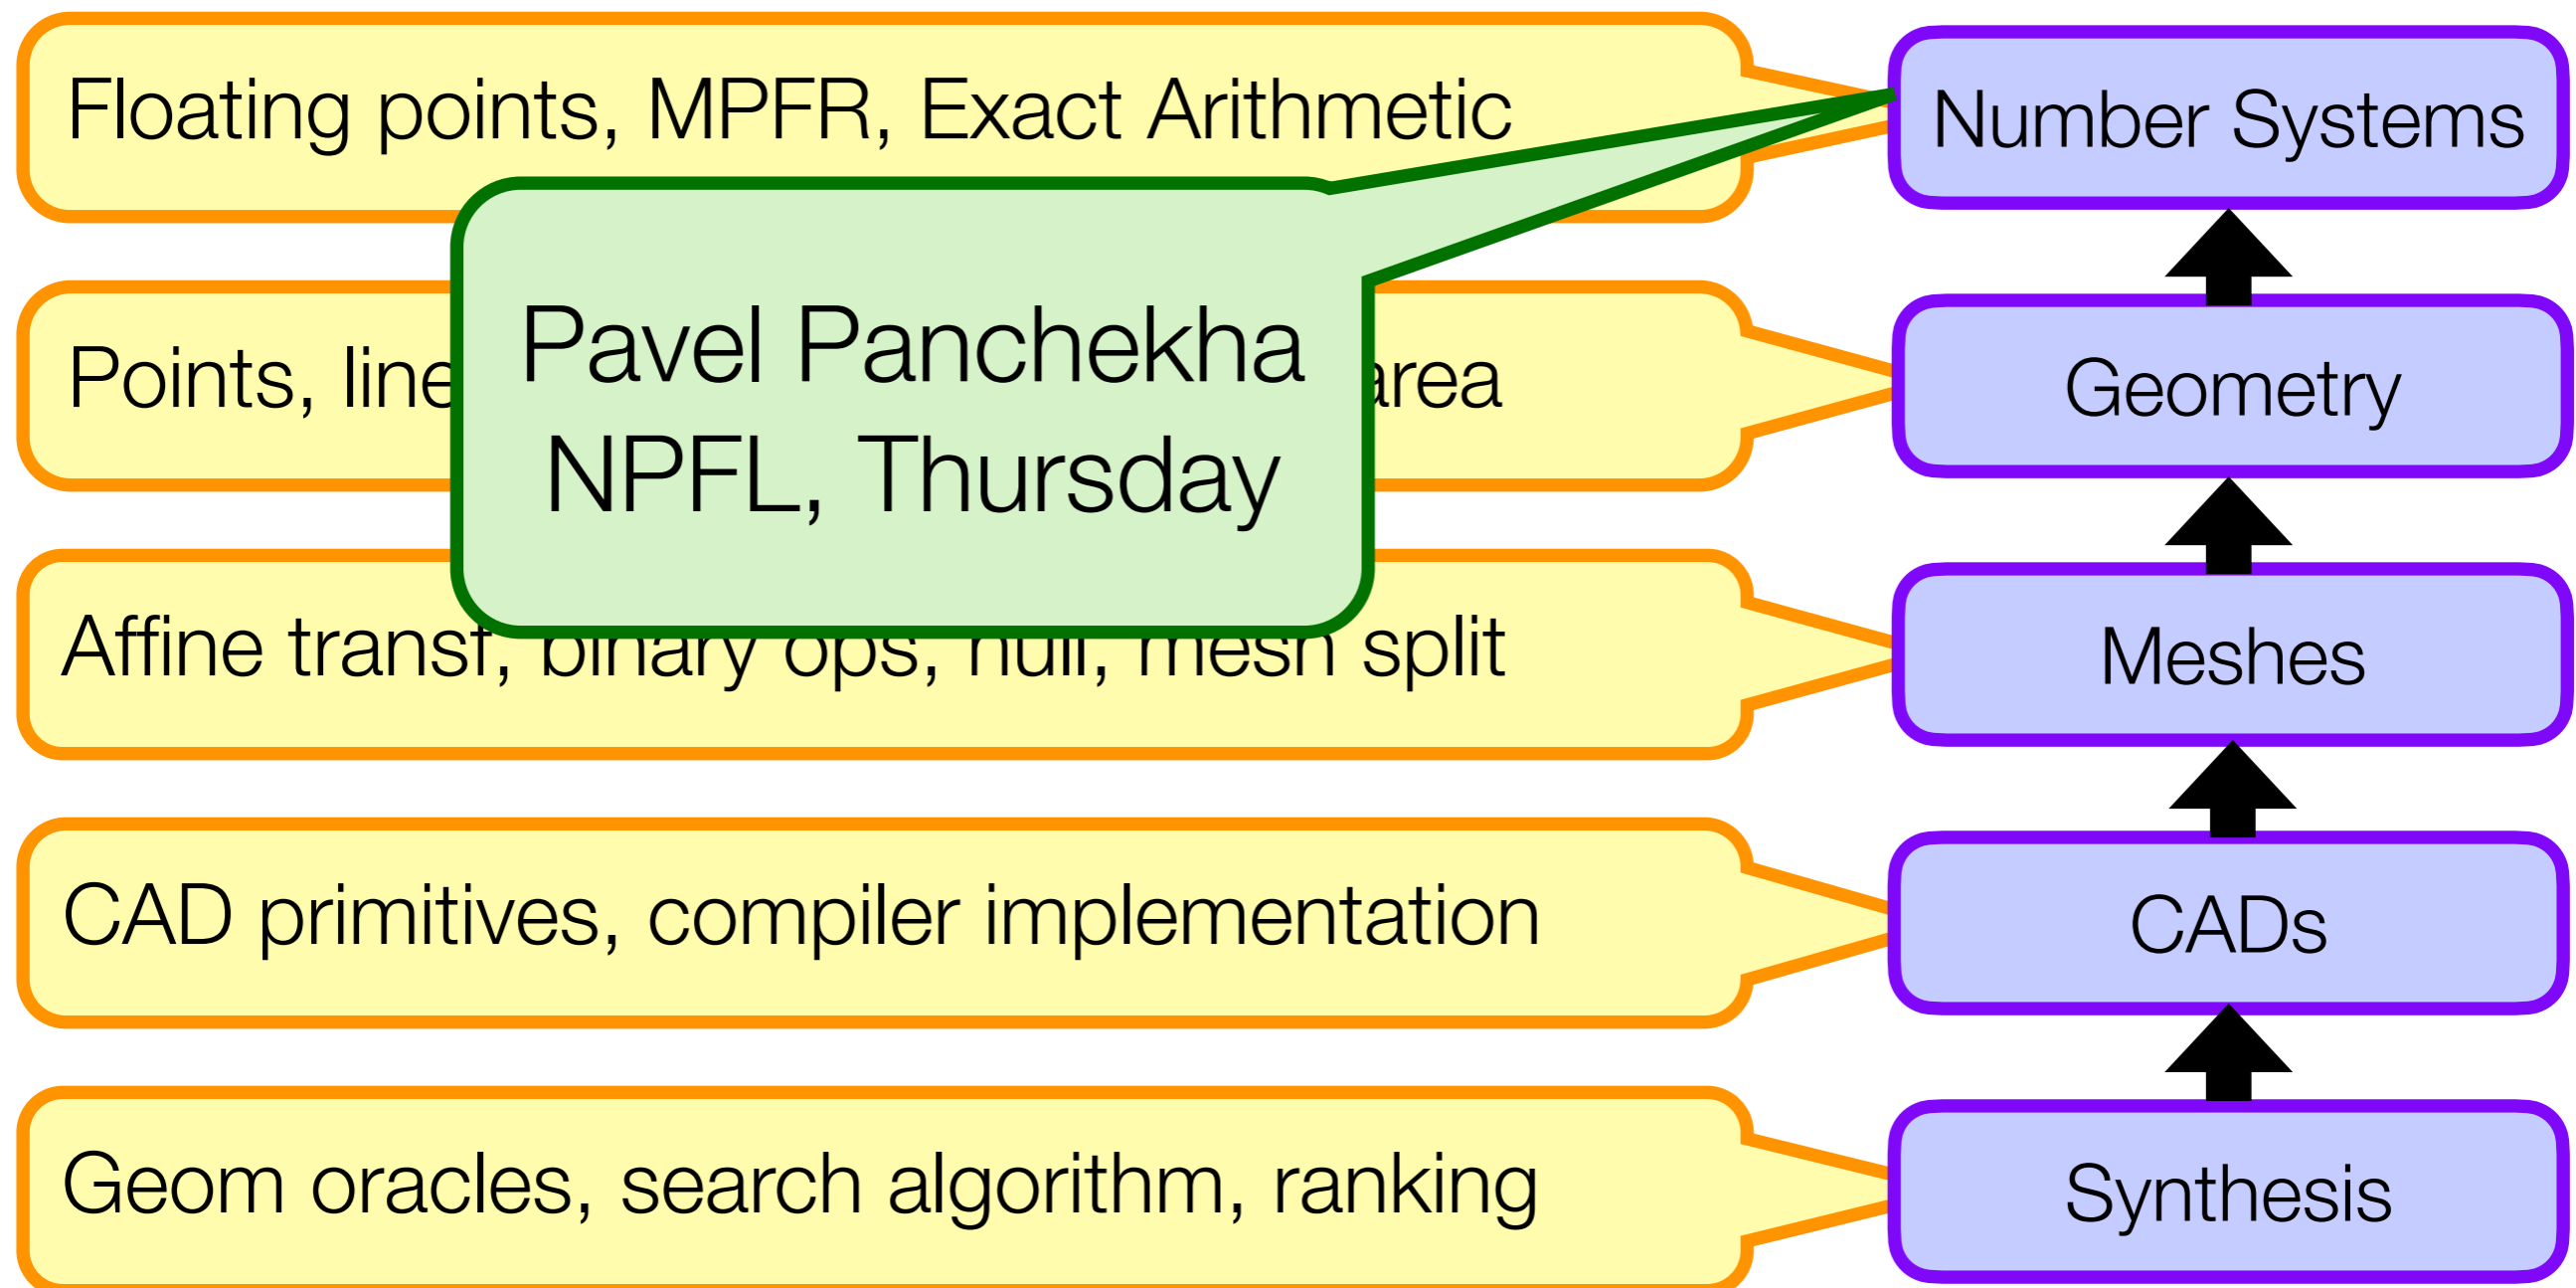 Floating points, MPFR, Exact Arithmetic
Number Systems
Pavel Panchekha
NPFL, Thursday
Points, area
Geometry
Affine transf, binary ops, hull, mesh split
Meshes
CAD primitives, compiler implementation
CADs
Geom oracles, search algorithm, ranking
Synthesis